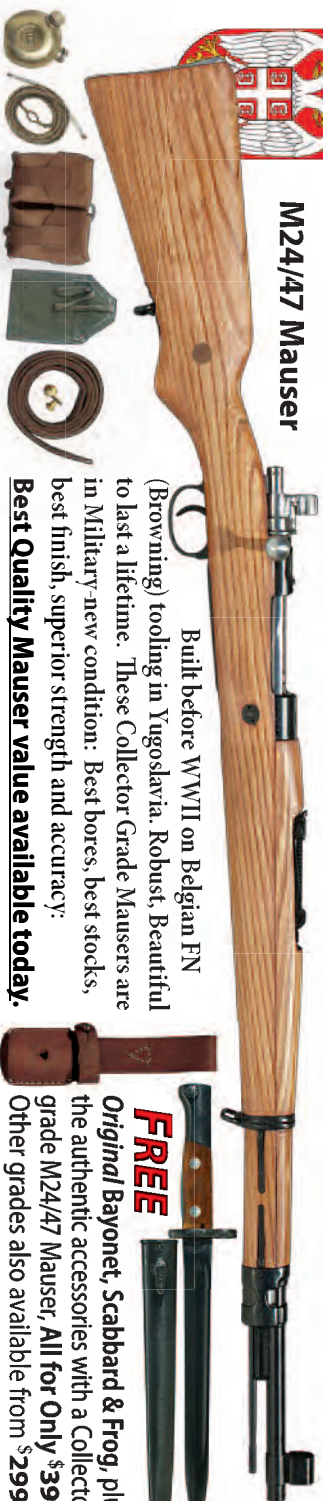 M24/47 Mauser
Built before WWII on Belgian FN
(Browning) tooling in Yugoslavia. Robust, Beautiful
to last a lifetime. These Collector Grade Mausers are
in Military-new condition: Best bores, best stocks,
best finish, superior strength and accuracy:
Best Quality Mauser value available today.
FREE
Original Bayonet, Scabbard & Frog, pl
the authentic accessories with a Collecto
grade M24/47 Mauser, All for Only $39
Other grades also available from $299